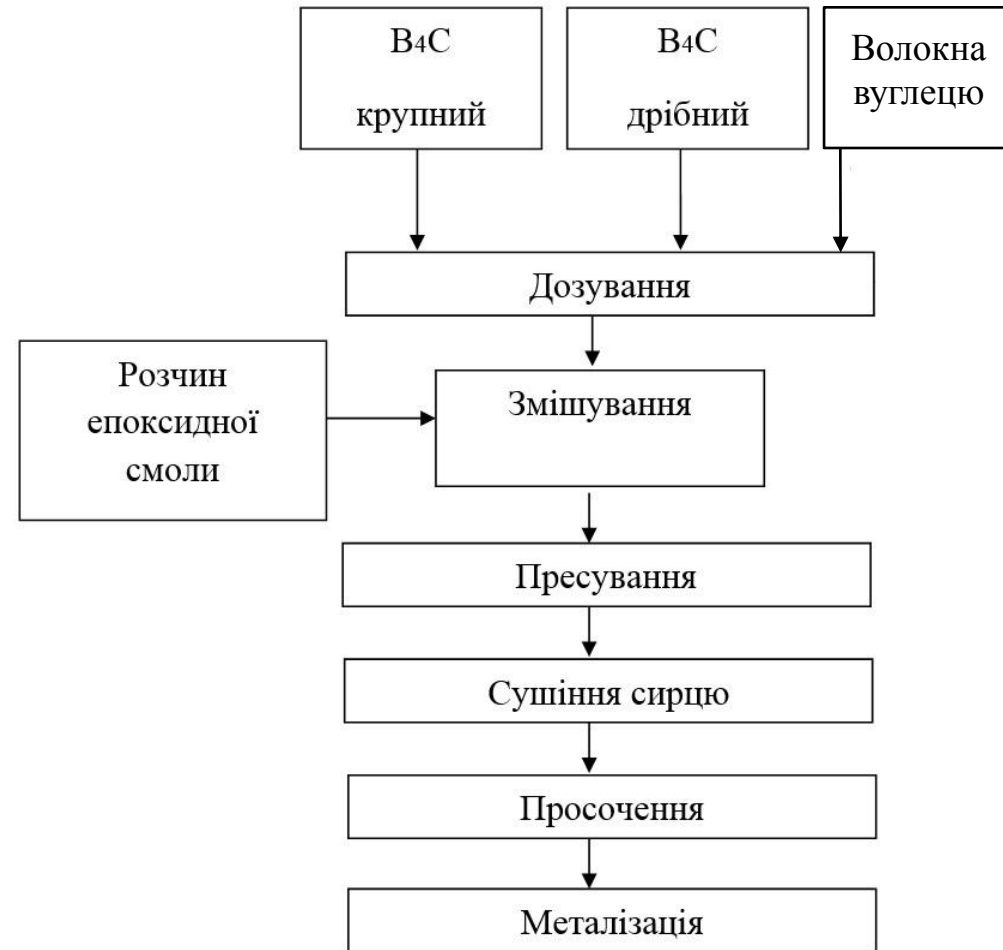 B₄C
крупний
B₄C
дрібний
Волокна
вуглецю
Дозування
Розчин
епоксидної
смоли
Змішування
Пресування
Сушіння сирцю
Просочення
Металізація